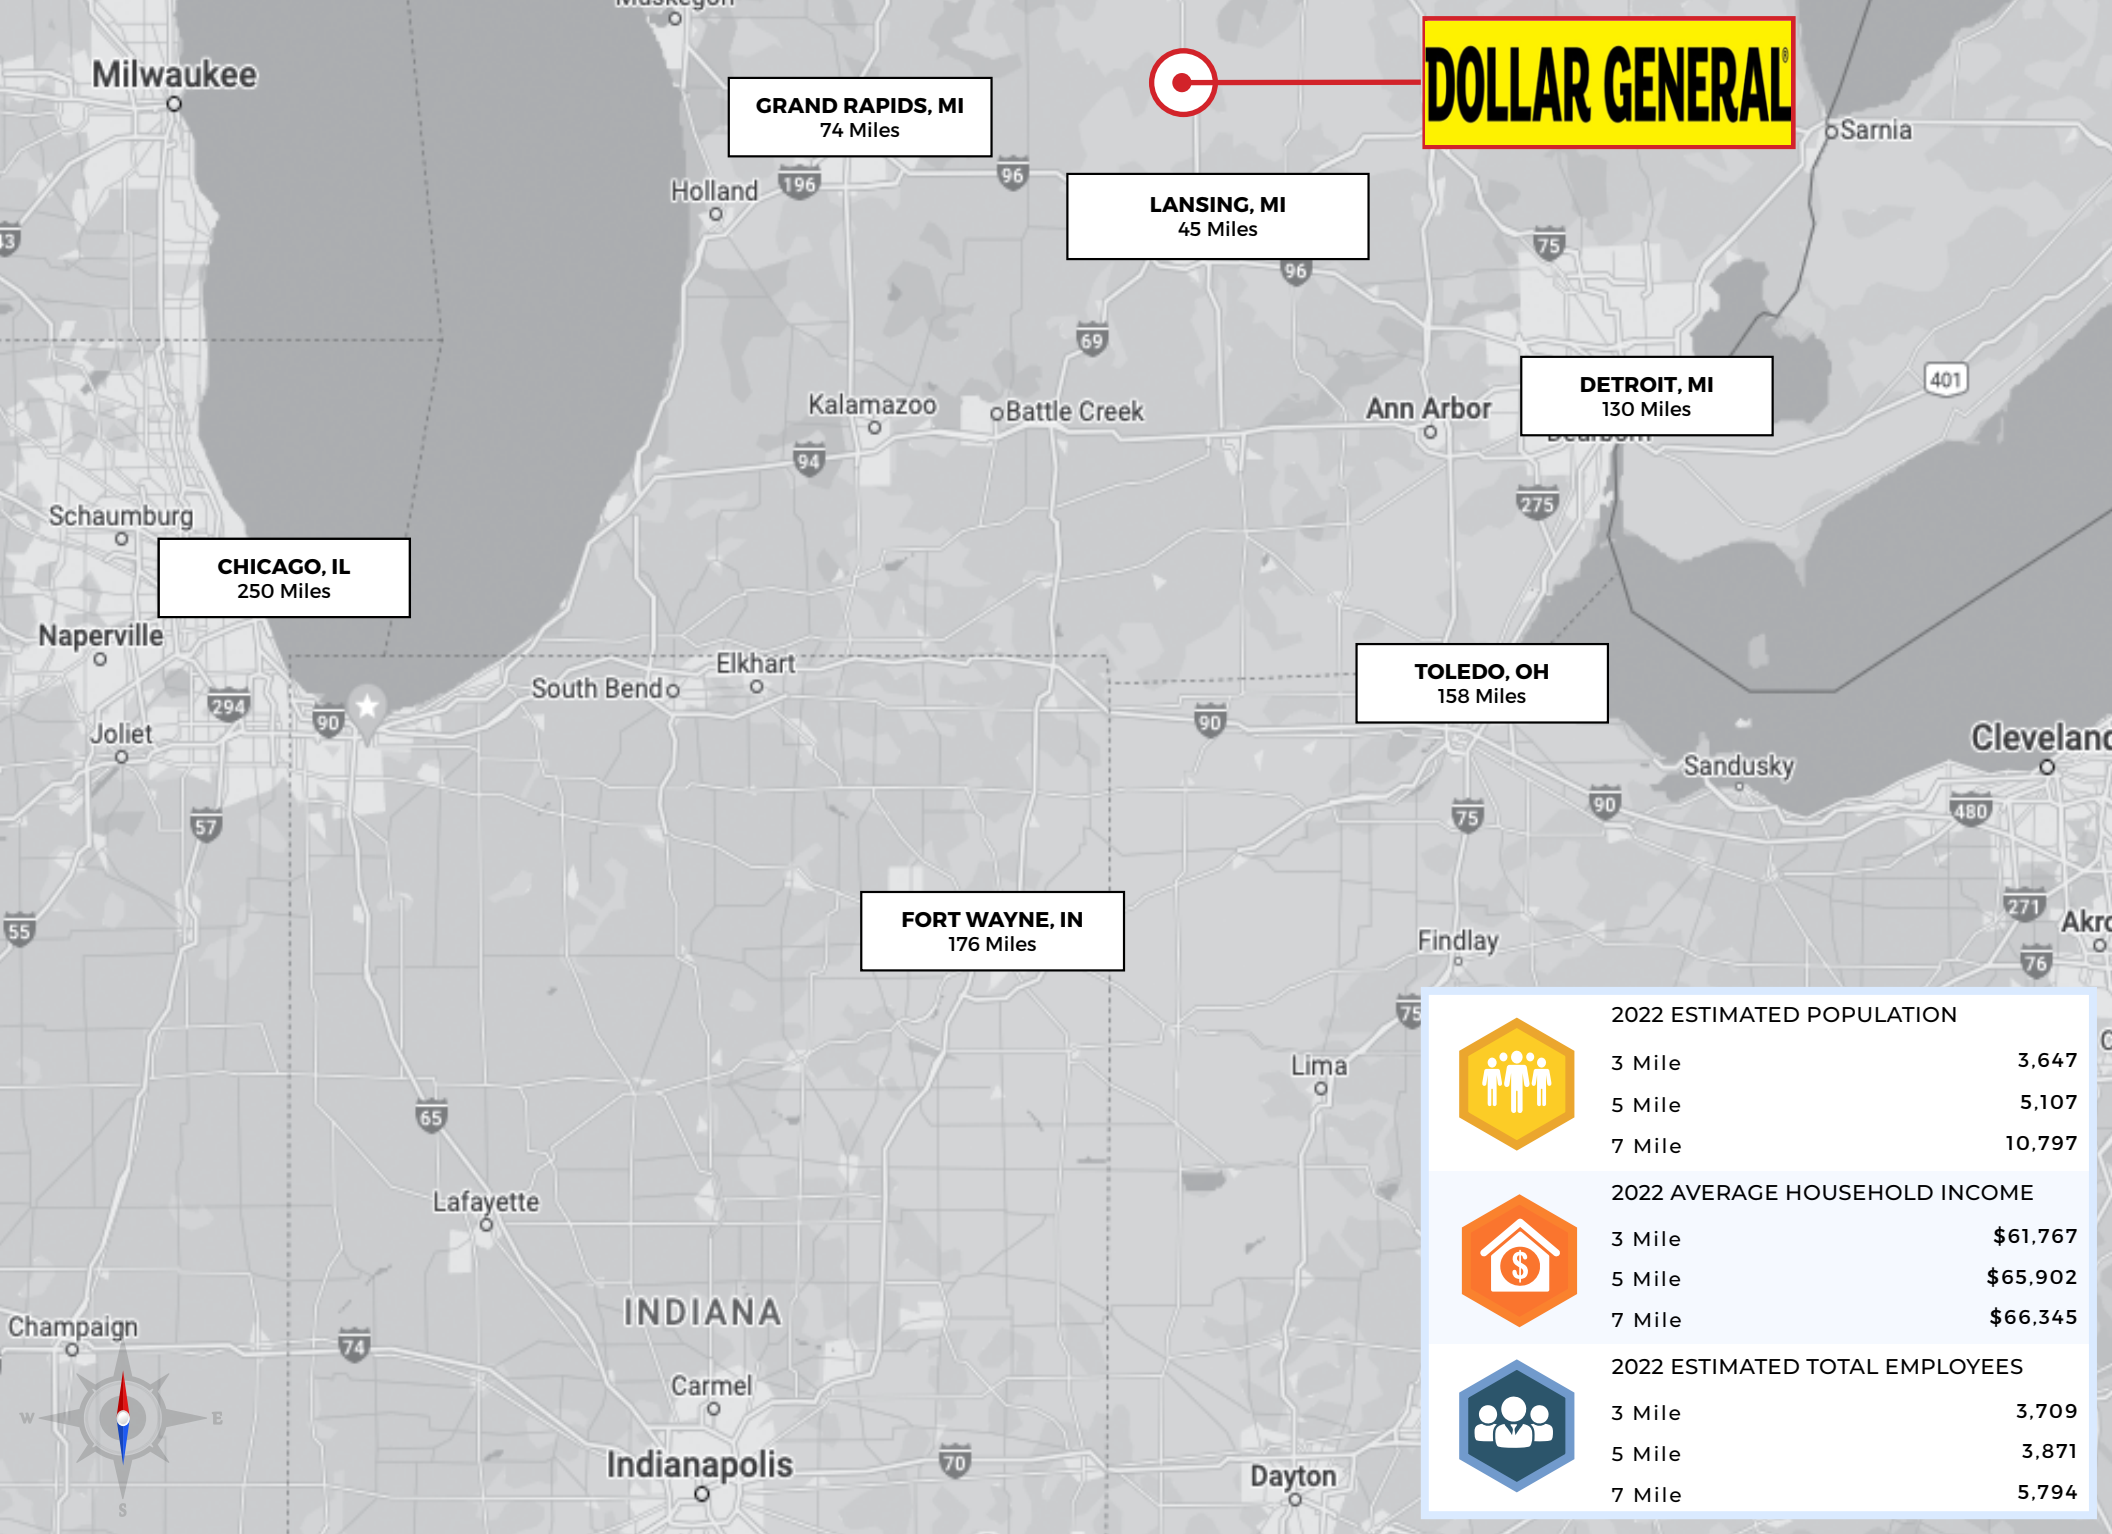 Muskegon
Milwaukee
DOLLAR GENERAL®
GRAND RAPIDS, MI
74 Miles
Sarnia
196
96
Holland
LANSING, MI
45 Miles
75
96
69
401
DETROIT, MI
130 Miles
Kalamazoo
Battle Creek
Ann Arbor
Dearborn
94
275
Schaumburg
CHICAGO, IL
250 Miles
Naperville
Elkhart
South Bend
TOLEDO, OH
158 Miles
294
90
90
Joliet
Cleveland
Sandusky
57
75
90
480
55
FORT WAYNE, IN
176 Miles
271
Akro
Findlay
76
75
Lima
65
Lafayette
INDIANA
Champaign
74
Carmel
W
E
S
Indianapolis
70
Dayton
2022 ESTIMATED POPULATION
3 Mile 3,647
5 Mile 5,107
7 Mile 10,797
2022 AVERAGE HOUSEHOLD INCOME
$
3 Mile $61,767
5 Mile $65,902
7 Mile $66,345
2022 ESTIMATED TOTAL EMPLOYEES
3 Mile 3,709
5 Mile 3,871
7 Mile 5,794